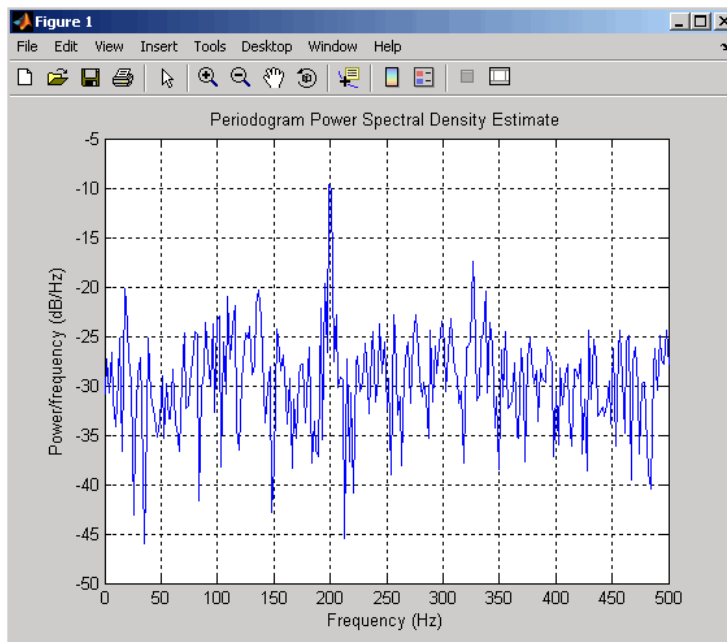 Figure 1
File Edit View Insert Tools Desktop Window Help
Periodogram Power Spectral Density Estimate
Power/frequency (dB/Hz)
-5
-10
-15
-20
-25
-30
-35
-40
-45
-50
0 50 100 150 200 250 300 350 400 450 500
Frequency (Hz)